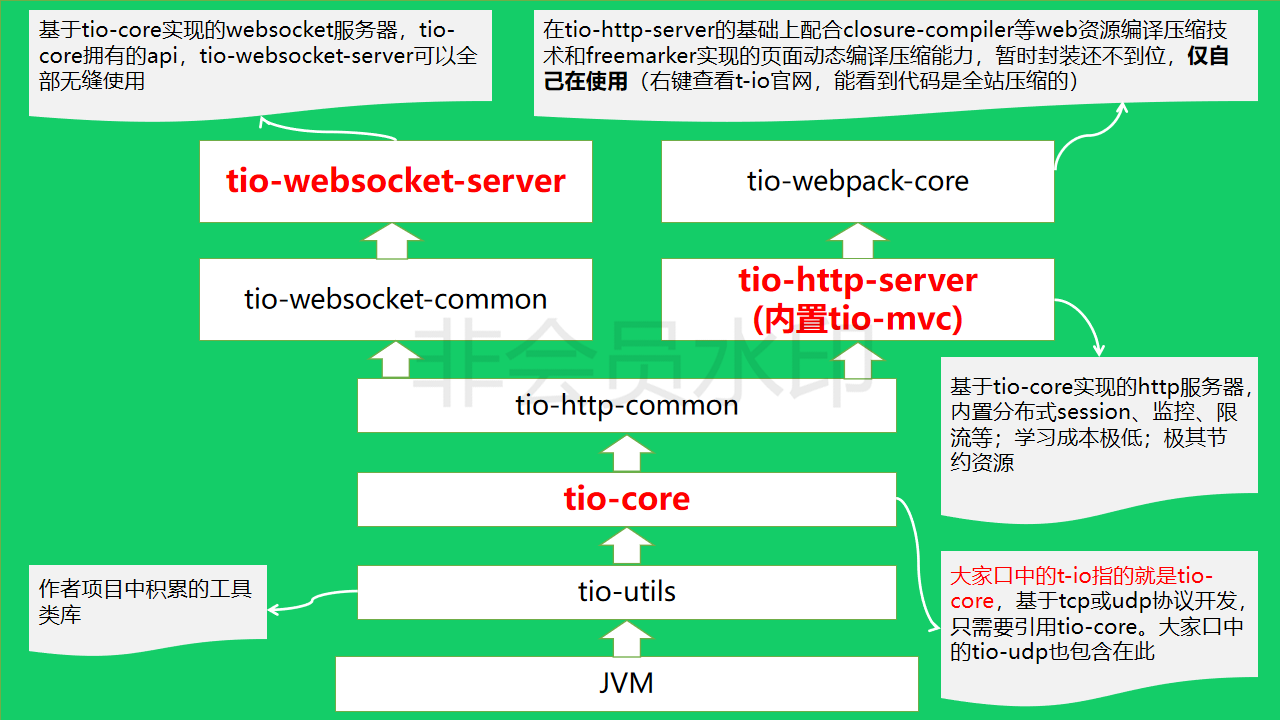 基于tio-core实现的websocket服务器，tio-
core拥有的api，tio-websocket-server可以全
部无缝使用
在tio-http-server的基础上配合closure-compiler等web资源编译压缩技
术和freemarker实现的页面动态编译压缩能力，暂时封装还不到位，仅自
己在使用（右键查看t-io官网，能看到代码是全站压缩的）
tio-websocket-server
tio-webpack-core
tio-websocket-common
tio-http-server
(内置tio-mvc)
非会员水印
tio-http-common
基于tio-core实现的http服务器，
内置分布式session、监控、限
流等；学习成本极低；极其节
约资源
tio-core
作者项目中积累的工具
类库
tio-utils
大家口中的t-io指的就是tio-
core，基于tcp或udp协议开发，
只需要引用tio-core。大家口中
的tio-udp也包含在此
JVM